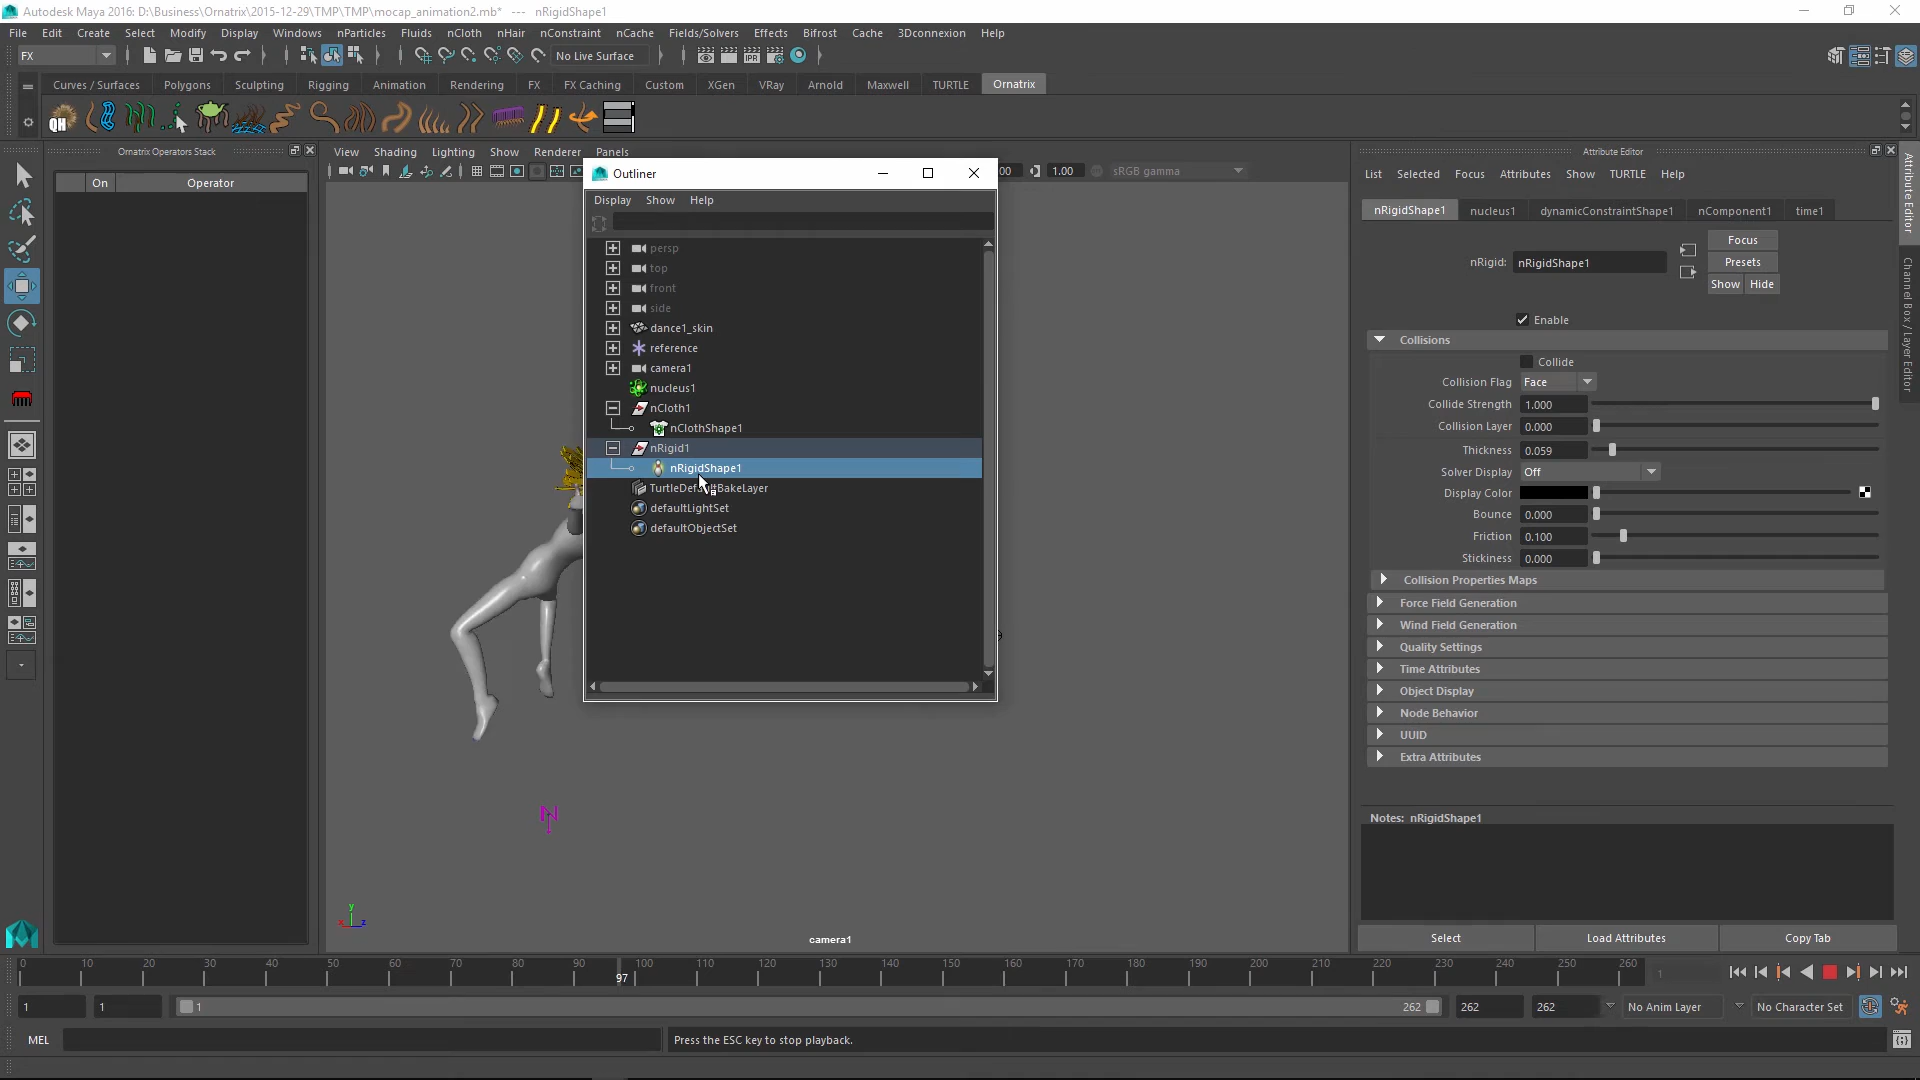 Autodesk Maya 2016: D:\Business\Ornatrix\2015-12-29\TMP\TMP\mocap_animation2.mb* --- nRigidShape1
File Edit Create Select Modify Display Windows nParticles Fluids nCloth nHair nConstraint nCache Fields/Solvers Effects Bifrost Cache 3Dconnexion Help
FX No Live Surface
Curves / Surfaces Polygons Sculpting Rigging Animation Rendering FX FX Caching Custom XGen VRay Arnold Maxwell TURTLE Ornatrix
QH
Ornatrix Operators Stack
On Operator
View Shading Lighting Show Renderer Panels
00 1.00 sRGB gamma
Outliner
Display Show Help
persp
top
front
side
dance1_skin
reference
camera1
nucleus1
nCloth1
nClothShape1
nRigid1
nRigidShape1
defaultLightSet
defaultObjectSet
N
y
x z
camera1
Attribute Editor
List Selected Focus Attributes Show TURTLE Help
nRigidShape1 nucleus1 dynamicConstraintShape1 nComponent1 time1
nRigid: nRigidShape1
Focus
Presets
Show Hide
Enable
Collisions
Collide
Collision Flag Face
Collide Strength 1.000
Collision Layer 0.000
Thickness 0.059
Solver Display Off
Display Color
Bounce 0.000
Friction 0.100
Stickiness 0.000
Collision Properties Maps
Force Field Generation
Wind Field Generation
Quality Settings
Time Attributes
Object Display
Node Behavior
UUID
Extra Attributes
Notes: nRigidShape1
Select Load Attributes Copy Tab
Attribute Editor
Channel Box / Layer Editor
0 10 20 30 40 50 60 70 80 90 100 110 120 130 140 150 160 170 180 190 200 210 220 230 240 250 260
97
1
1 1 1 262 262 262 No Anim Layer No Character Set
MEL Press the ESC key to stop playback.